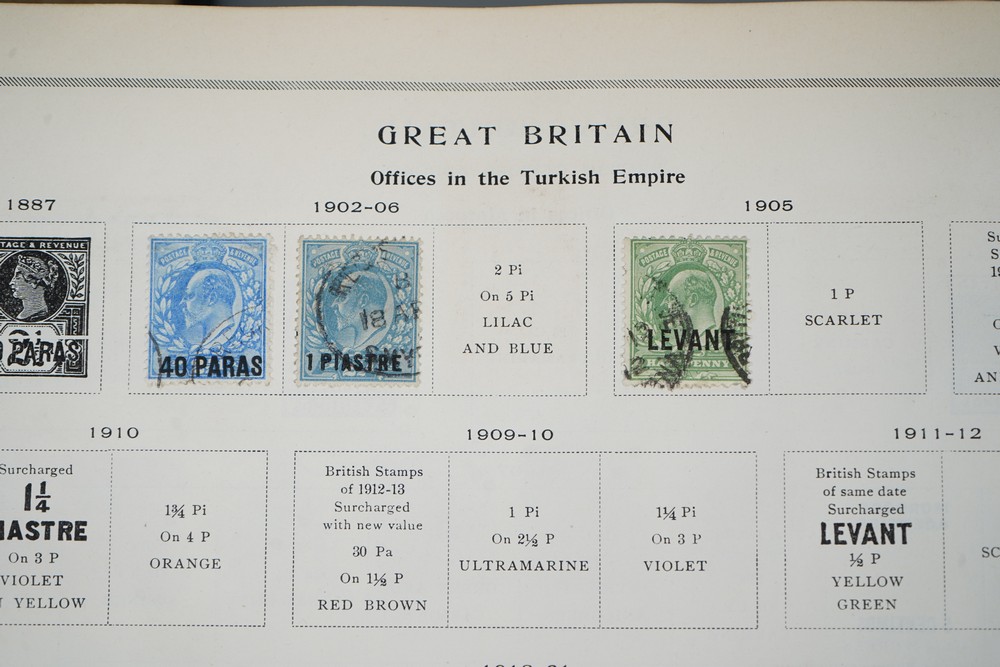 GREAT BRITAIN
Offices in the Turkish Empire
1887
1902-06
1905
& REVENUE
PARAS
POSTAGE & REVENUE
40 PARAS
POSTAGE & REVENUE
1 PIASTRE
2 Pi
On 5 Pi
LILAC
AND BLUE
POSTAGE & REVENUE
LEVANT
1 P
SCARLET
1910
1909-10
1911-12
Surcharged
1¼
On 3 P
VIOLET
YELLOW
1¾ Pi
On 4 P
ORANGE
British Stamps
of 1912-13
Surcharged
with new value
30 Pa
On 1½ P
RED BROWN
1 Pi
On 2½ P
ULTRAMARINE
1¼ Pi
On 3 P
VIOLET
British Stamps
of same date
Surcharged
LEVANT
½ P
YELLOW
GREEN